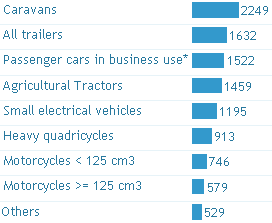 Caravans 2249
All trailers 1632
Passenger cars in business use* 1522
Agricultural Tractors 1459
Small electrical vehicles 1195
Heavy quadricycles 913
Motorcycles < 125 cm3 746
Motorcycles >= 125 cm3 579
Others 529